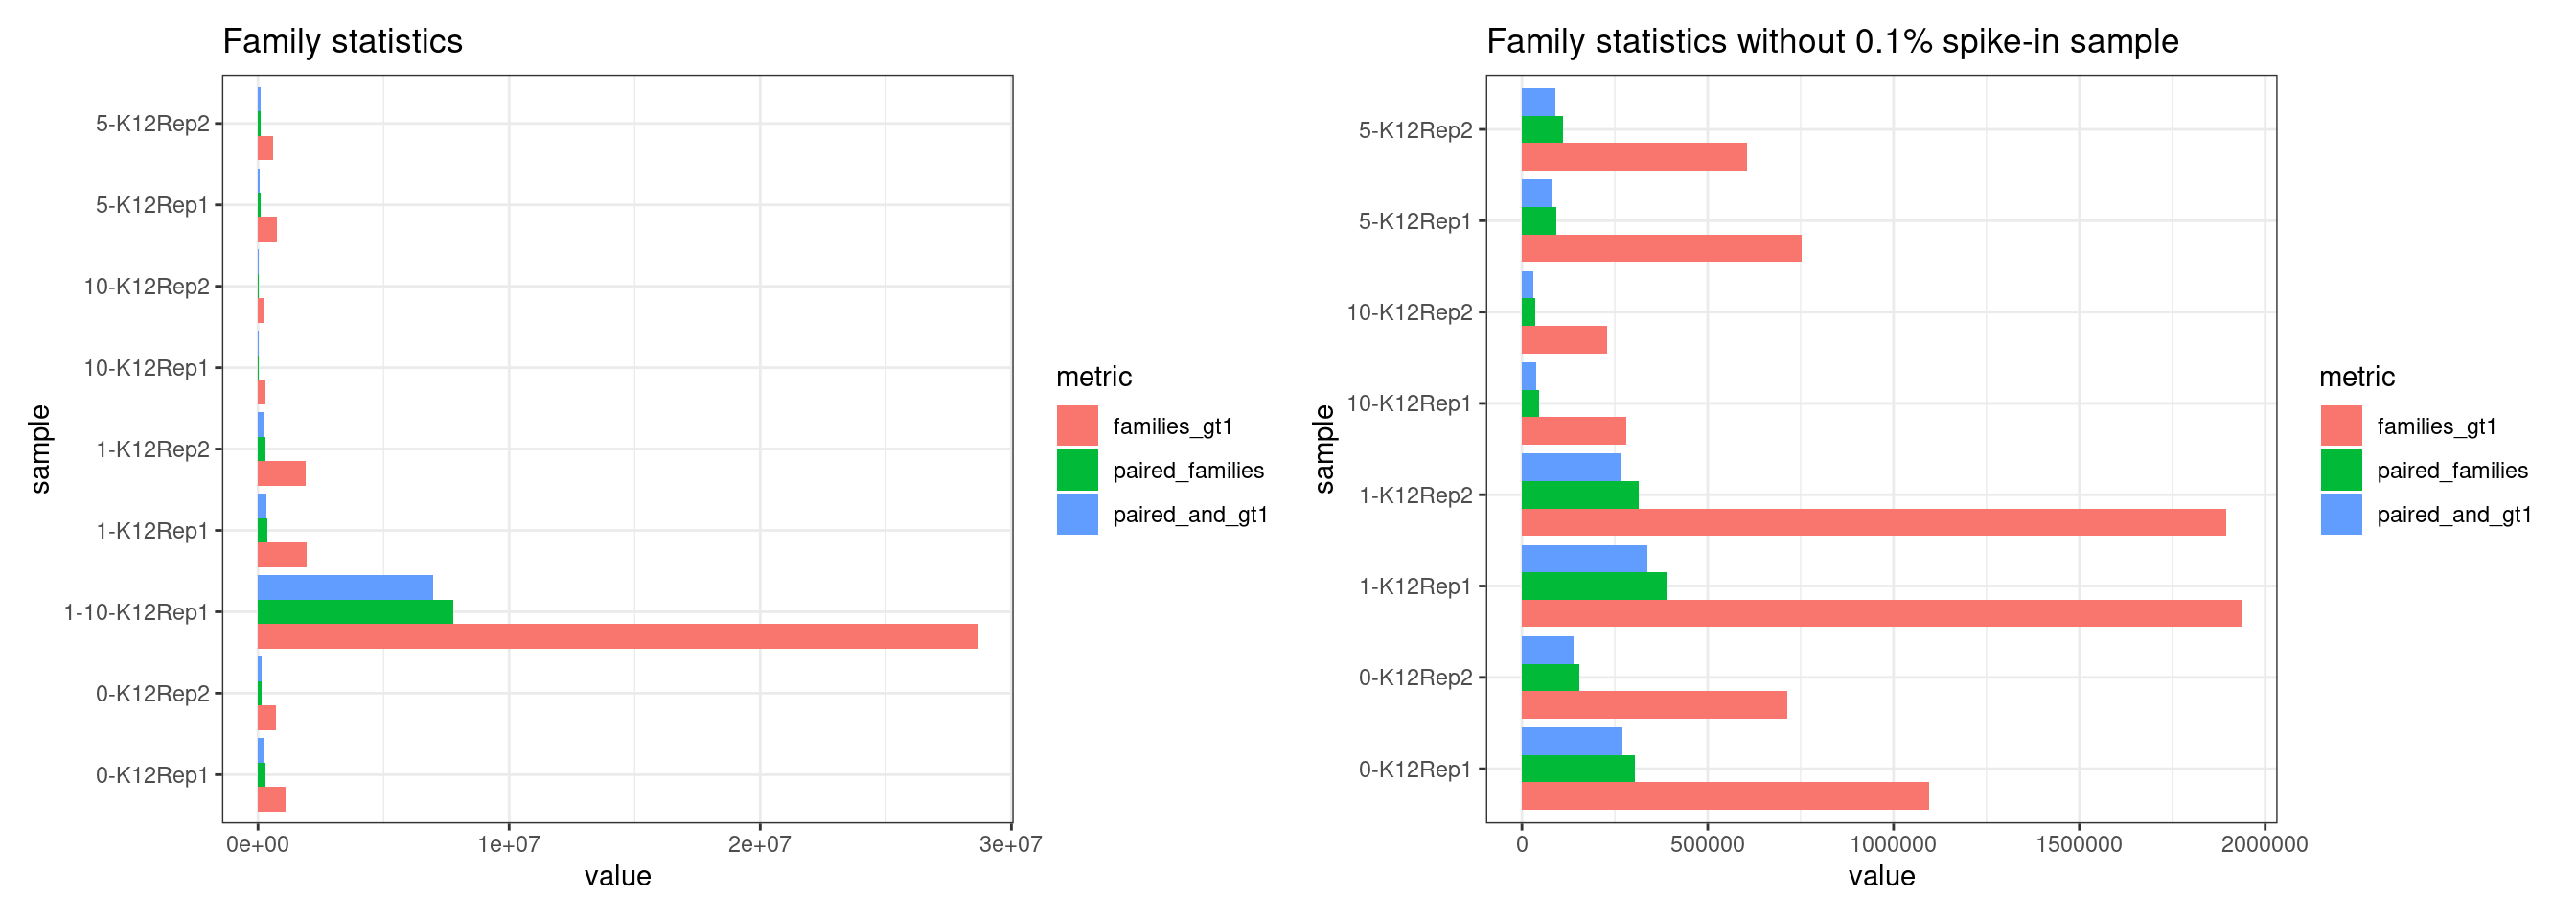 Family statistics
sample
5-K12Rep2
5-K12Rep1
10-K12Rep2
10-K12Rep1
1-K12Rep2
1-K12Rep1
1-10-K12Rep1
0-K12Rep2
0-K12Rep1
0e+00 1e+07 2e+07 3e+07
value
metric
families_gt1
paired_families
paired_and_gt1
Family statistics without 0.1% spike-in sample
sample
5-K12Rep2
5-K12Rep1
10-K12Rep2
10-K12Rep1
1-K12Rep2
1-K12Rep1
0-K12Rep2
0-K12Rep1
0 500000 1000000 1500000 2000000
value
metric
families_gt1
paired_families
paired_and_gt1